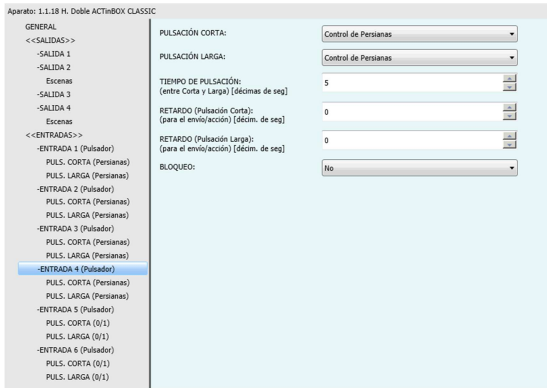 Aparato: 1.1.18 H. Doble ACTinBOX CLASSIC
GENERAL
<<SALIDAS>>
-SALIDA 1
-SALIDA 2
Escenas
-SALIDA 3
-SALIDA 4
Escenas
<<ENTRADAS>>
-ENTRADA 1 (Pulsador)
PULS. CORTA (Persianas)
PULS. LARGA (Persianas)
-ENTRADA 2 (Pulsador)
PULS. CORTA (Persianas)
PULS. LARGA (Persianas)
-ENTRADA 3 (Pulsador)
PULS. CORTA (Persianas)
PULS. LARGA (Persianas)
-ENTRADA 4 (Pulsador)
PULS. CORTA (Persianas)
PULS. LARGA (Persianas)
-ENTRADA 5 (Pulsador)
PULS. CORTA (0/1)
PULS. LARGA (0/1)
-ENTRADA 6 (Pulsador)
PULS. CORTA (0/1)
PULS. LARGA (0/1)
PULSACIÓN CORTA: Control de Persianas
PULSACIÓN LARGA: Control de Persianas
TIEMPO DE PULSACIÓN: 5
(entre Corta y Larga) [décimas de seg]
RETARDO (Pulsación Corta): 0
(para el envío/acción) [décim. de seg]
RETARDO (Pulsación Larga): 0
(para el envío/acción) [décim. de seg]
BLOQUEO: No